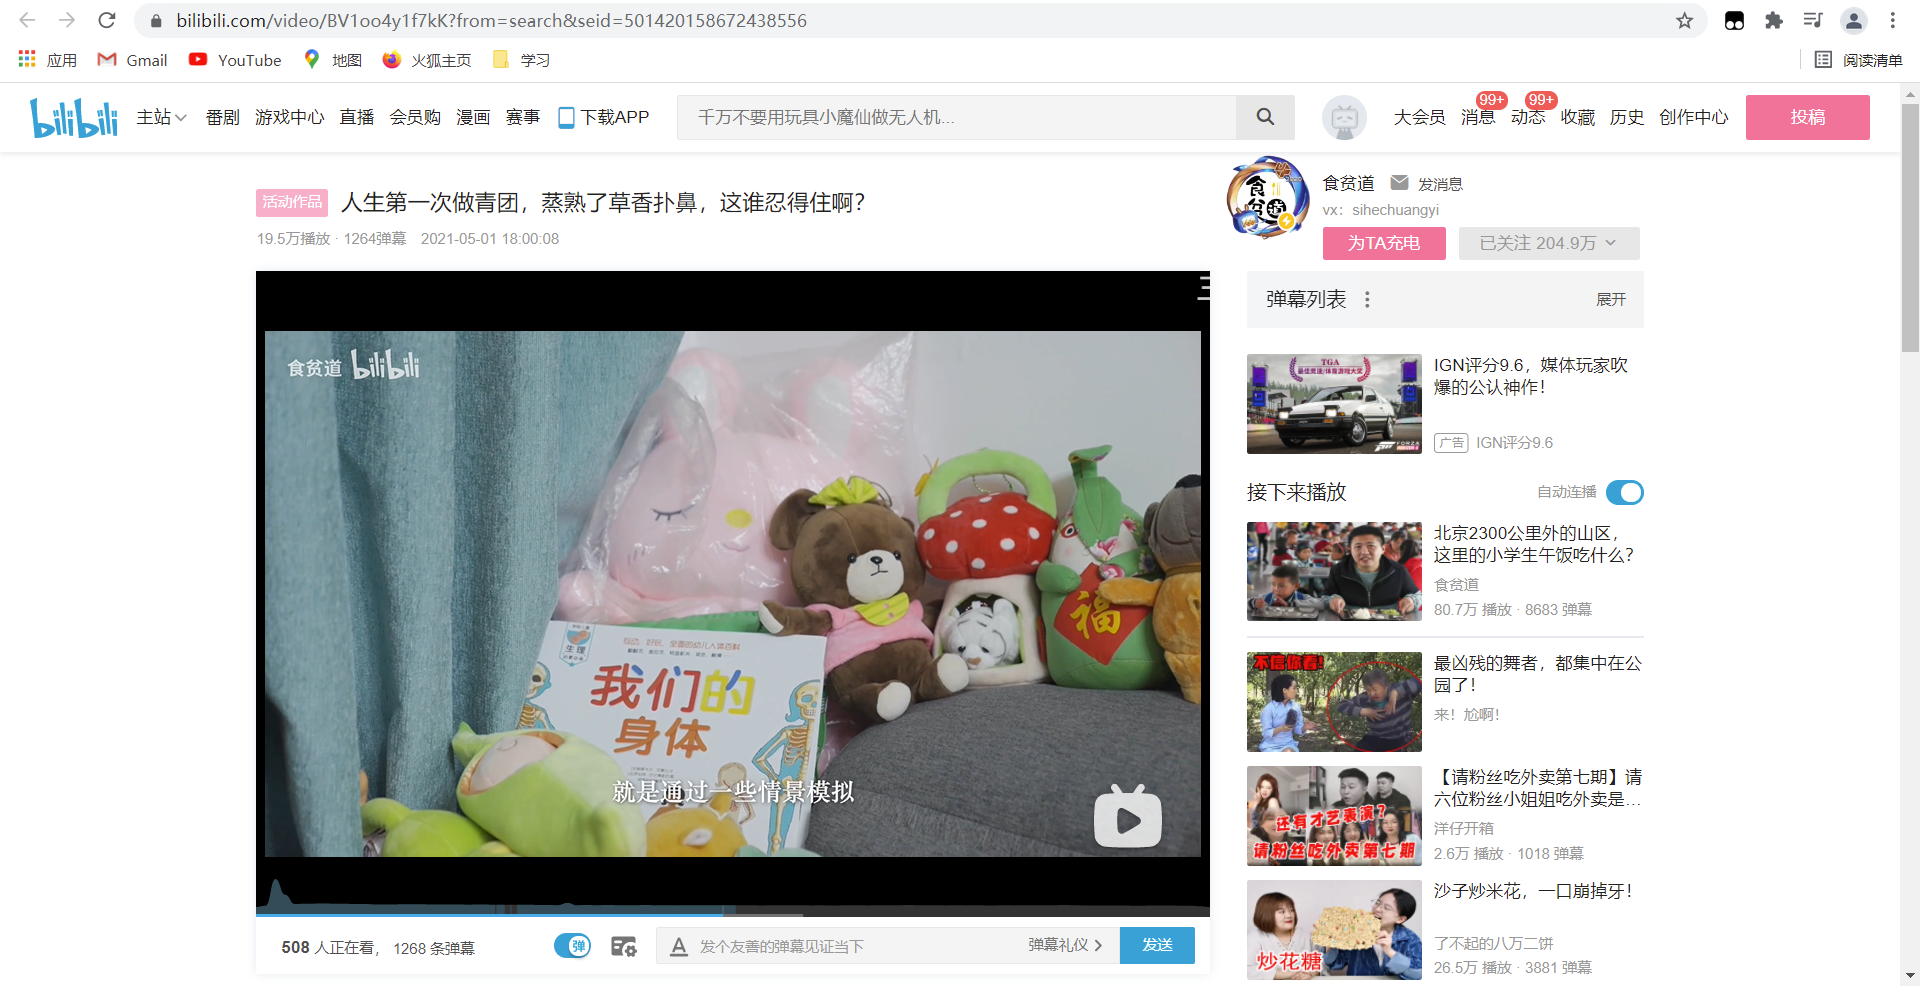 bilibili.com/video/BV1oo4y1f7kK?from=search&seid=501420158672438556
应用 Gmail YouTube 地图 火狐主页 学习 阅读清单
bilibili 主站 番剧 游戏中心 直播 会员购 漫画 赛事 下载APP 千万不要用玩具小魔仙做无人机... 大会员 消息 99+ 动态 99+ 收藏 历史 创作中心 投稿
活动作品 人生第一次做青团，蒸熟了草香扑鼻，这谁忍得住啊？
19.5万播放 · 1264弹幕 2021-05-01 18:00:08
食贫道
食贫道 发消息
vx：sihechuangyi
为TA充电 已关注 204.9万
食贫道 bilibili
福
生理
我们的
身体
就是通过一些情景模拟
508 人正在看， 1268 条弹幕 弹 发个友善的弹幕见证当下 弹幕礼仪 发送
弹幕列表 展开
TGA
最佳竞速/体育游戏大奖
FORZA
IGN评分9.6，媒体玩家吹
爆的公认神作！
广告 IGN评分9.6
接下来播放 自动连播
北京2300公里外的山区，
这里的小学生午饭吃什么？
食贫道
80.7万 播放 · 8683 弹幕
不信你看!
最凶残的舞者，都集中在公
园了！
来！尬啊！
还有才艺表演？
请粉丝吃外卖第七期
【请粉丝吃外卖第七期】请
六位粉丝小姐姐吃外卖是...
洋仔开箱
2.6万 播放 · 1018 弹幕
炒花糖
沙子炒米花，一口崩掉牙！
了不起的八万二饼
26.5万 播放 · 3881 弹幕